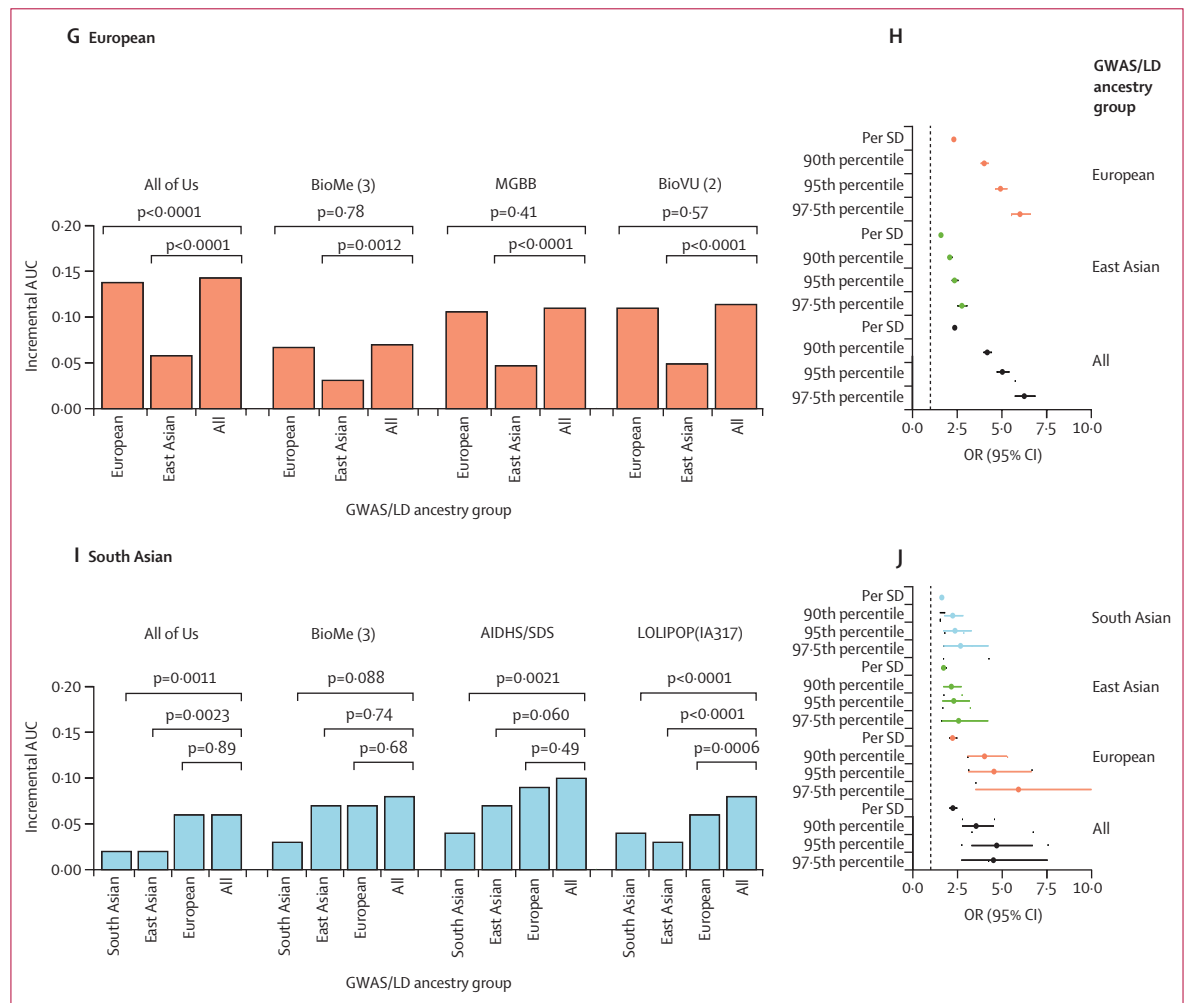 G European
All of Us
BioMe (3)
MGBB
BioVU (2)
p<0·0001
p=0·78
p=0·41
p=0·57
p<0·0001
p=0·0012
p<0·0001
p<0·0001
Incremental AUC
0·20
0·15
0·10
0·05
0·00
European
East Asian
All
European
East Asian
All
European
East Asian
All
European
East Asian
All
GWAS/LD ancestry group
H
GWAS/LD
ancestry
group
Per SD
90th percentile
95th percentile
97·5th percentile
European
Per SD
90th percentile
95th percentile
97·5th percentile
East Asian
Per SD
90th percentile
95th percentile
97·5th percentile
All
0·0 2·5 5·0 7·5 10·0
OR (95% CI)
I South Asian
All of Us
BioMe (3)
AIDHS/SDS
LOLIPOP(IA317)
p=0·0011
p=0·088
p=0·0021
p<0·0001
p=0·0023
p=0·74
p=0·060
p<0·0001
p=0·89
p=0·68
p=0·49
p=0·0006
Incremental AUC
0·20
0·15
0·10
0·05
0·00
South Asian
East Asian
European
All
South Asian
East Asian
European
All
South Asian
East Asian
European
All
South Asian
East Asian
European
All
GWAS/LD ancestry group
J
Per SD
90th percentile
95th percentile
97·5th percentile
South Asian
Per SD
90th percentile
95th percentile
97·5th percentile
East Asian
Per SD
90th percentile
95th percentile
97·5th percentile
European
Per SD
90th percentile
95th percentile
97·5th percentile
All
0·0 2·5 5·0 7·5 10·0
OR (95% CI)